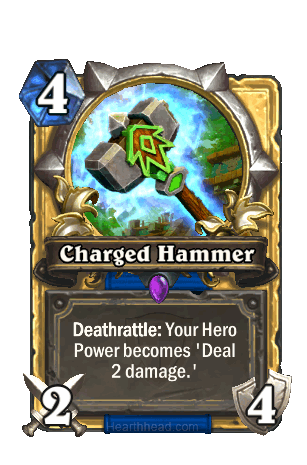 4
Charged Hammer
Deathrattle: Your Hero
Power becomes 'Deal
2 damage.'
2
4
Hearthhead.com